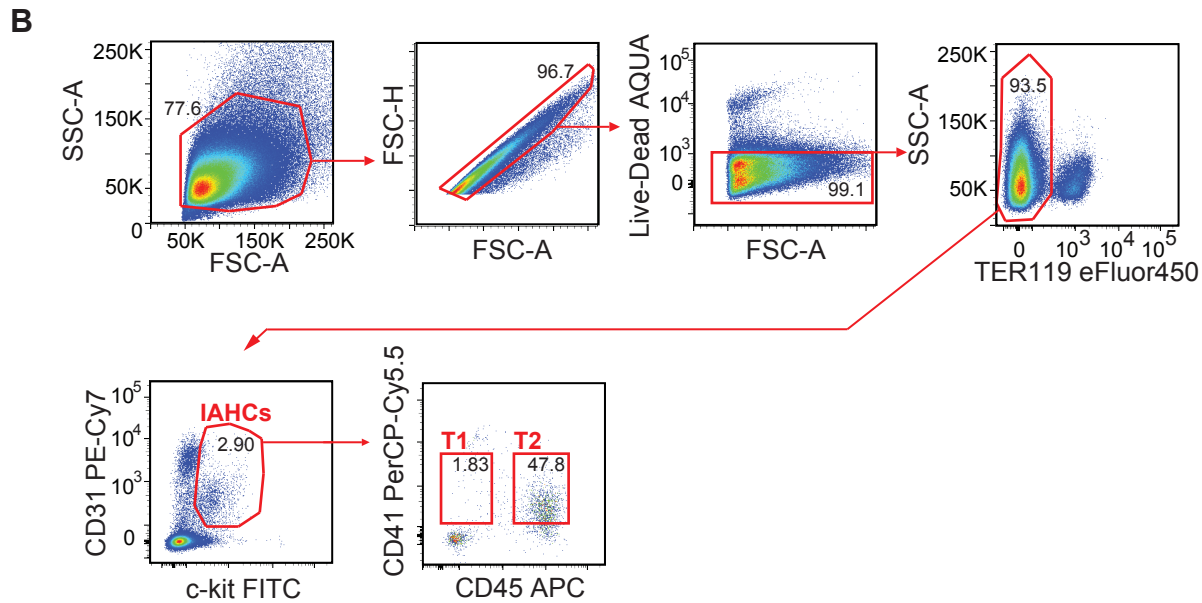 B
250K
150K
50K
0
50K 150K 250K
SSC-A
FSC-A
77.6
FSC-H
FSC-A
96.7
Live-Dead AQUA
10^5
10^4
10^3
0
99.1
FSC-A
SSC-A
250K
150K
50K
0
93.5
0 10^3 10^4 10^5
TER119 eFluor450
CD31 PE-Cy7
10^5
10^4
10^3
0
IAHCs
2.90
c-kit FITC
CD41 PerCP-Cy5.5
T1
1.83
T2
47.8
CD45 APC